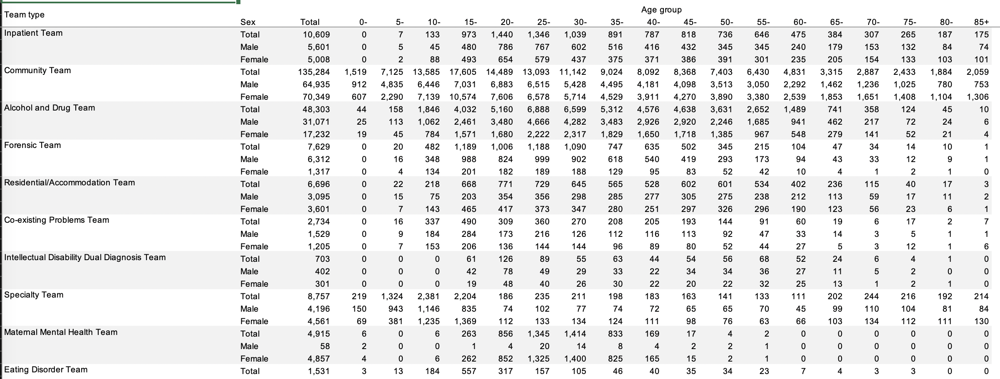 Age group
Team type
Sex Total 0- 5- 10- 15- 20- 25- 30- 35- 40- 45- 50- 55- 60- 65- 70- 75- 80- 85+
Inpatient Team Total 10,609 0 7 133 973 1,440 1,346 1,039 891 787 818 736 646 475 384 307 265 187 175
Male 5,601 0 5 45 480 786 767 602 516 416 432 345 345 240 179 153 132 84 74
Female 5,008 0 2 88 493 654 579 437 375 371 386 391 301 235 205 154 133 103 101
Community Team Total 135,284 1,519 7,125 13,585 17,605 14,489 13,093 11,142 9,024 8,092 8,368 7,403 6,430 4,831 3,315 2,887 2,433 1,884 2,059
Male 64,935 912 4,835 6,446 7,031 6,883 6,515 5,428 4,495 4,181 4,098 3,513 3,050 2,292 1,462 1,236 1,025 780 753
Female 70,349 607 2,290 7,139 10,574 7,606 6,578 5,714 4,529 3,911 4,270 3,890 3,380 2,539 1,853 1,651 1,408 1,104 1,306
Alcohol and Drug Team Total 48,303 44 158 1,846 4,032 5,160 6,888 6,599 5,312 4,576 4,638 3,631 2,652 1,489 741 358 124 45 10
Male 31,071 25 113 1,062 2,461 3,480 4,666 4,282 3,483 2,926 2,920 2,246 1,685 941 462 217 72 24 6
Female 17,232 19 45 784 1,571 1,680 2,222 2,317 1,829 1,650 1,718 1,385 967 548 279 141 52 21 4
Forensic Team Total 7,629 0 20 482 1,189 1,006 1,188 1,090 747 635 502 345 215 104 47 34 14 10 1
Male 6,312 0 16 348 988 824 999 902 618 540 419 293 173 94 43 33 12 9 1
Female 1,317 0 4 134 201 182 189 188 129 95 83 52 42 10 4 1 2 1 0
Residential/Accommodation Team Total 6,696 0 22 218 668 771 729 645 565 528 602 601 534 402 236 115 40 17 3
Male 3,095 0 15 75 203 354 356 298 285 277 305 275 238 212 113 59 17 11 2
Female 3,601 0 7 143 465 417 373 347 280 251 297 326 296 190 123 56 23 6 1
Co-existing Problems Team Total 2,734 0 16 337 490 309 360 270 208 205 193 144 91 60 19 6 17 2 7
Male 1,529 0 9 184 284 173 216 126 112 116 113 92 47 33 14 3 5 1 1
Female 1,205 0 7 153 206 136 144 144 96 89 80 52 44 27 5 3 12 1 6
Intellectual Disability Dual Diagnosis Team Total 703 0 0 0 61 126 89 55 63 44 54 56 68 52 24 6 4 1 0
Male 402 0 0 0 42 78 49 29 33 22 34 34 36 27 11 5 2 0 0
Female 301 0 0 0 19 48 40 26 30 22 20 22 32 25 13 1 2 1 0
Specialty Team Total 8,757 219 1,324 2,381 2,204 186 235 211 198 183 163 141 133 111 202 244 216 192 214
Male 4,196 150 943 1,146 835 74 102 77 74 72 65 65 70 45 99 110 104 81 84
Female 4,561 69 381 1,235 1,369 112 133 134 124 111 98 76 63 66 103 134 112 111 130
Maternal Mental Health Team Total 4,915 6 0 6 263 856 1,345 1,414 833 169 17 4 2 0 0 0 0 0 0
Male 58 2 0 0 1 4 20 14 8 4 2 2 1 0 0 0 0 0 0
Female 4,857 4 0 6 262 852 1,325 1,400 825 165 15 2 1 0 0 0 0 0 0
Eating Disorder Team Total 1,531 3 13 184 557 317 157 105 46 40 35 34 23 7 4 3 3 0 0